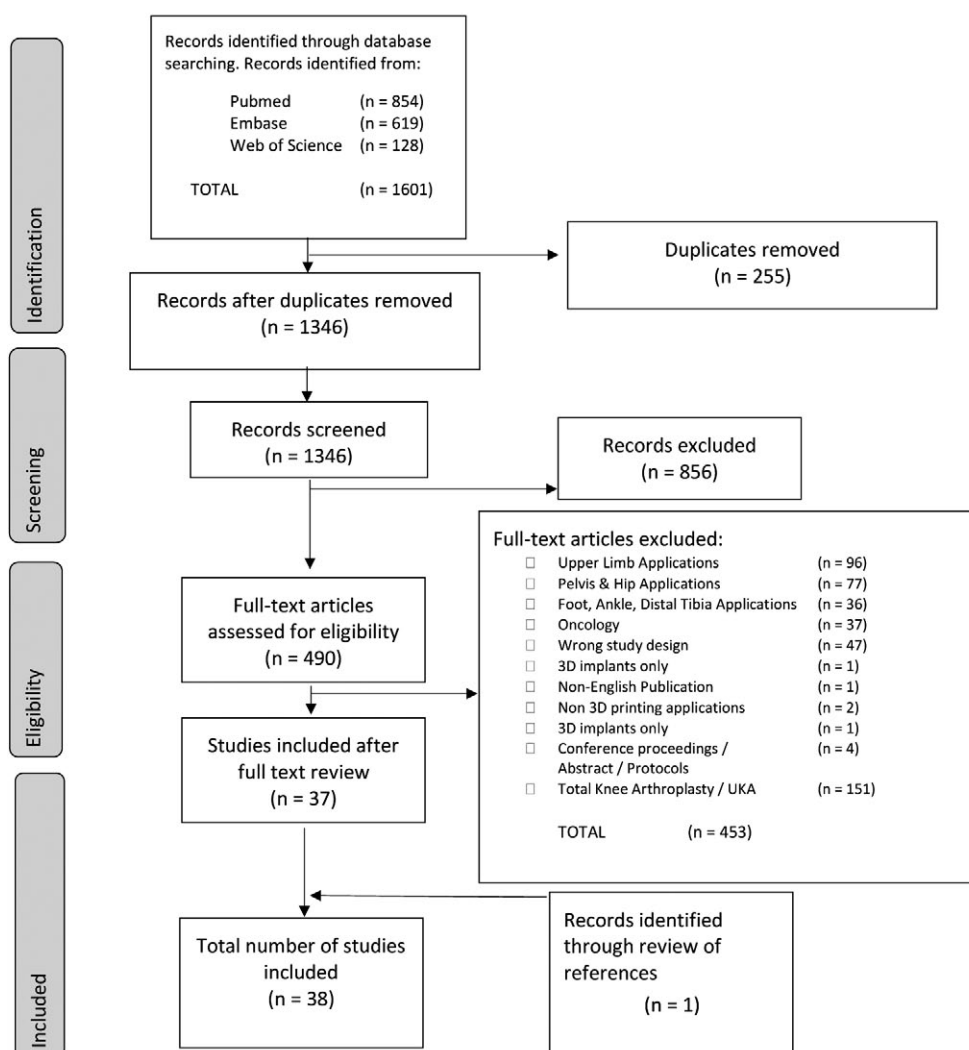 Records identified through database
searching. Records identified from:
Pubmed (n = 854)
Embase (n = 619)
Web of Science (n = 128)
TOTAL (n = 1601)
Identification
Duplicates removed
(n = 255)
Records after duplicates removed
(n = 1346)
Screening
Records screened
(n = 1346)
Records excluded
(n = 856)
Eligibility
Full-text articles
assessed for eligibility
(n = 490)
Full-text articles excluded:
☐ Upper Limb Applications (n = 96)
☐ Pelvis & Hip Applications (n = 77)
☐ Foot, Ankle, Distal Tibia Applications (n = 36)
☐ Oncology (n = 37)
☐ Wrong study design (n = 47)
☐ 3D implants only (n = 1)
☐ Non-English Publication (n = 1)
☐ Non 3D printing applications (n = 2)
☐ 3D implants only (n = 1)
☐ Conference proceedings / (n = 4)
Abstract / Protocols
☐ Total Knee Arthroplasty / UKA (n = 151)
TOTAL (n = 453)
Studies included after
full text review
(n = 37)
Included
Total number of studies
included
(n = 38)
Records identified
through review of
references
(n = 1)